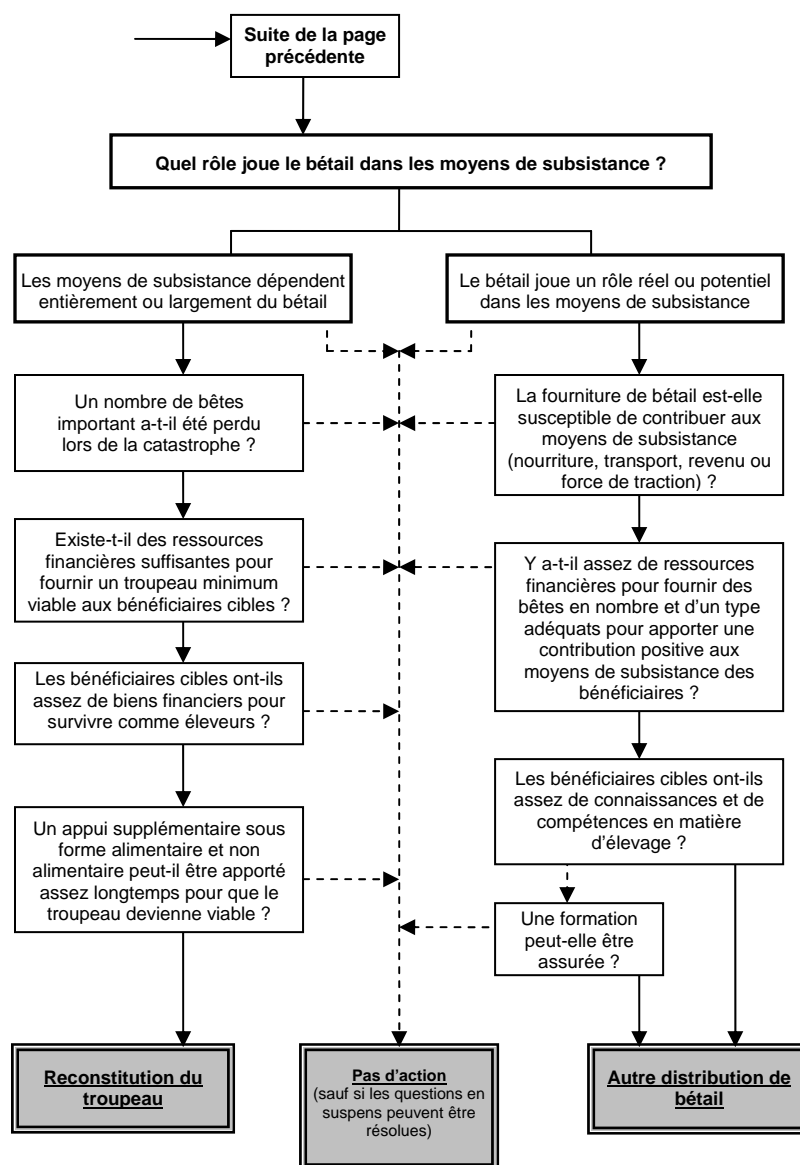 Suite de la page
précédente
Quel rôle joue le bétail dans les moyens de subsistance ?
Les moyens de subsistance dépendent
entièrement ou largement du bétail
Le bétail joue un rôle réel ou potentiel
dans les moyens de subsistance
Un nombre de bêtes
important a-t-il été perdu
lors de la catastrophe ?
La fourniture de bétail est-elle
susceptible de contribuer aux
moyens de subsistance
(nourriture, transport, revenu ou
force de traction) ?
Existe-t-il des ressources
financières suffisantes pour
fournir un troupeau minimum
viable aux bénéficiaires cibles ?
Y a-t-il assez de ressources
financières pour fournir des
bêtes en nombre et d’un type
adéquats pour apporter une
contribution positive aux
moyens de subsistance des
bénéficiaires ?
Les bénéficiaires cibles ont-ils
assez de biens financiers pour
survivre comme éleveurs ?
Les bénéficiaires cibles ont-ils
assez de connaissances et de
compétences en matière
d’élevage ?
Un appui supplémentaire sous
forme alimentaire et non
alimentaire peut-il être apporté
assez longtemps pour que le
troupeau devienne viable ?
Une formation
peut-elle être
assurée ?
Reconstitution du
troupeau
Pas d’action
(sauf si les questions en
suspens peuvent être
résolues)
Autre distribution de
bétail